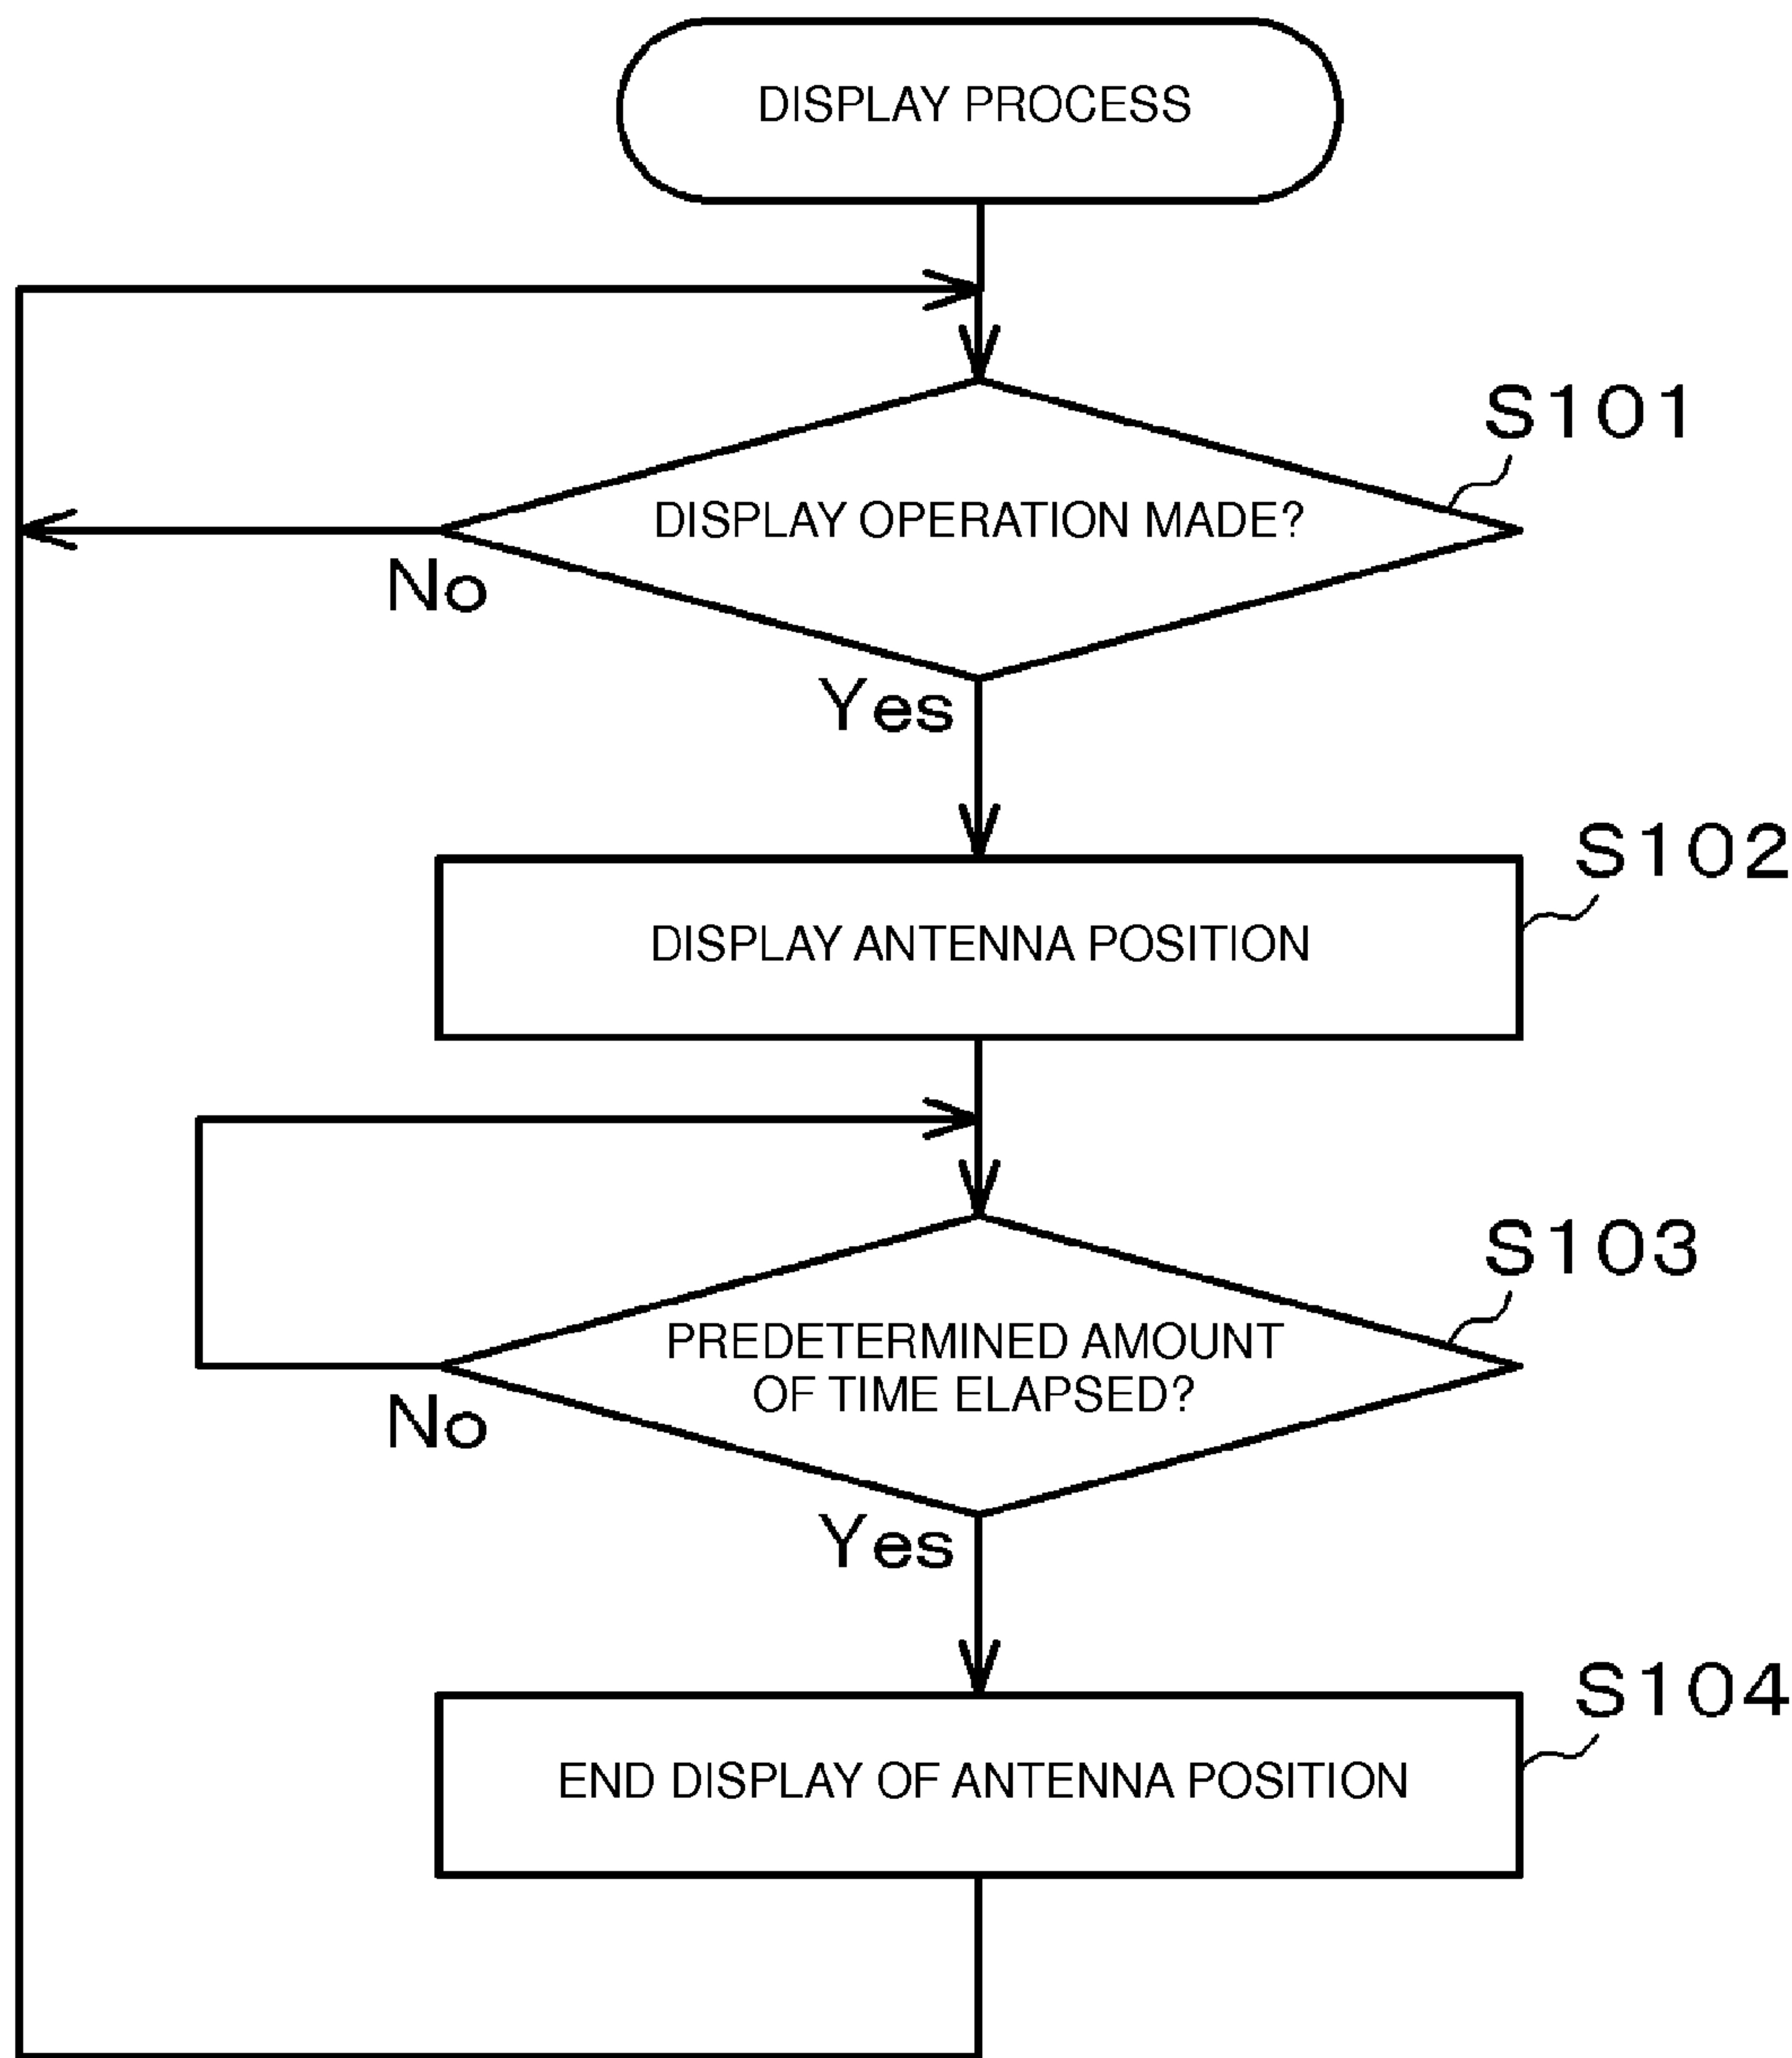 DISPLAY PROCESS
S101
DISPLAY OPERATION MADE?
No
Yes
S102
DISPLAY ANTENNA POSITION
S103
PREDETERMINED AMOUNT
OF TIME ELAPSED?
No
Yes
S104
END DISPLAY OF ANTENNA POSITION